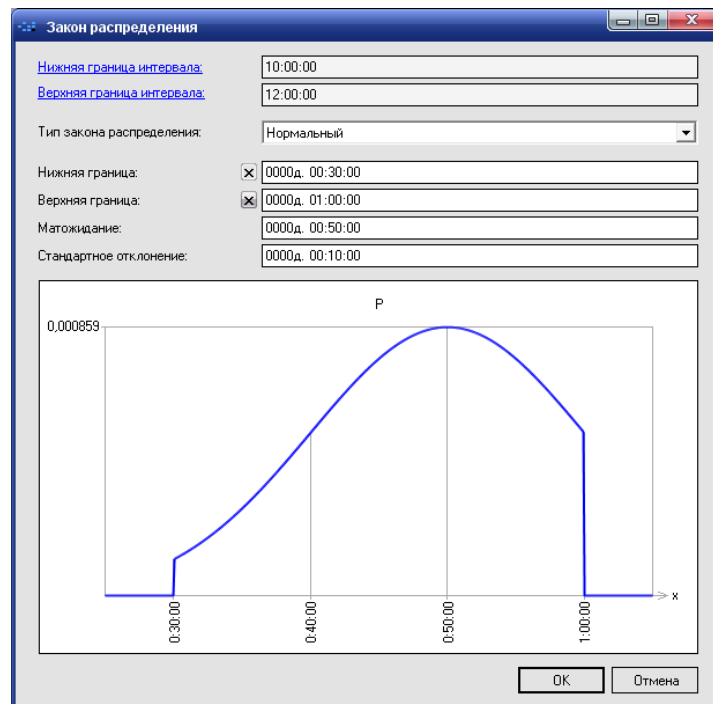 Закон распределения
Нижняя граница интервала: 10:00:00
Верхняя граница интервала: 12:00:00
Тип закона распределения: Нормальный
Нижняя граница: 0000д. 00:30:00
Верхняя граница: 0000д. 01:00:00
Матожидание: 0000д. 00:50:00
Стандартное отклонение: 0000д. 00:10:00
P
0,000859
x
0:30:00 0:40:00 0:50:00 1:00:00
OK Отмена